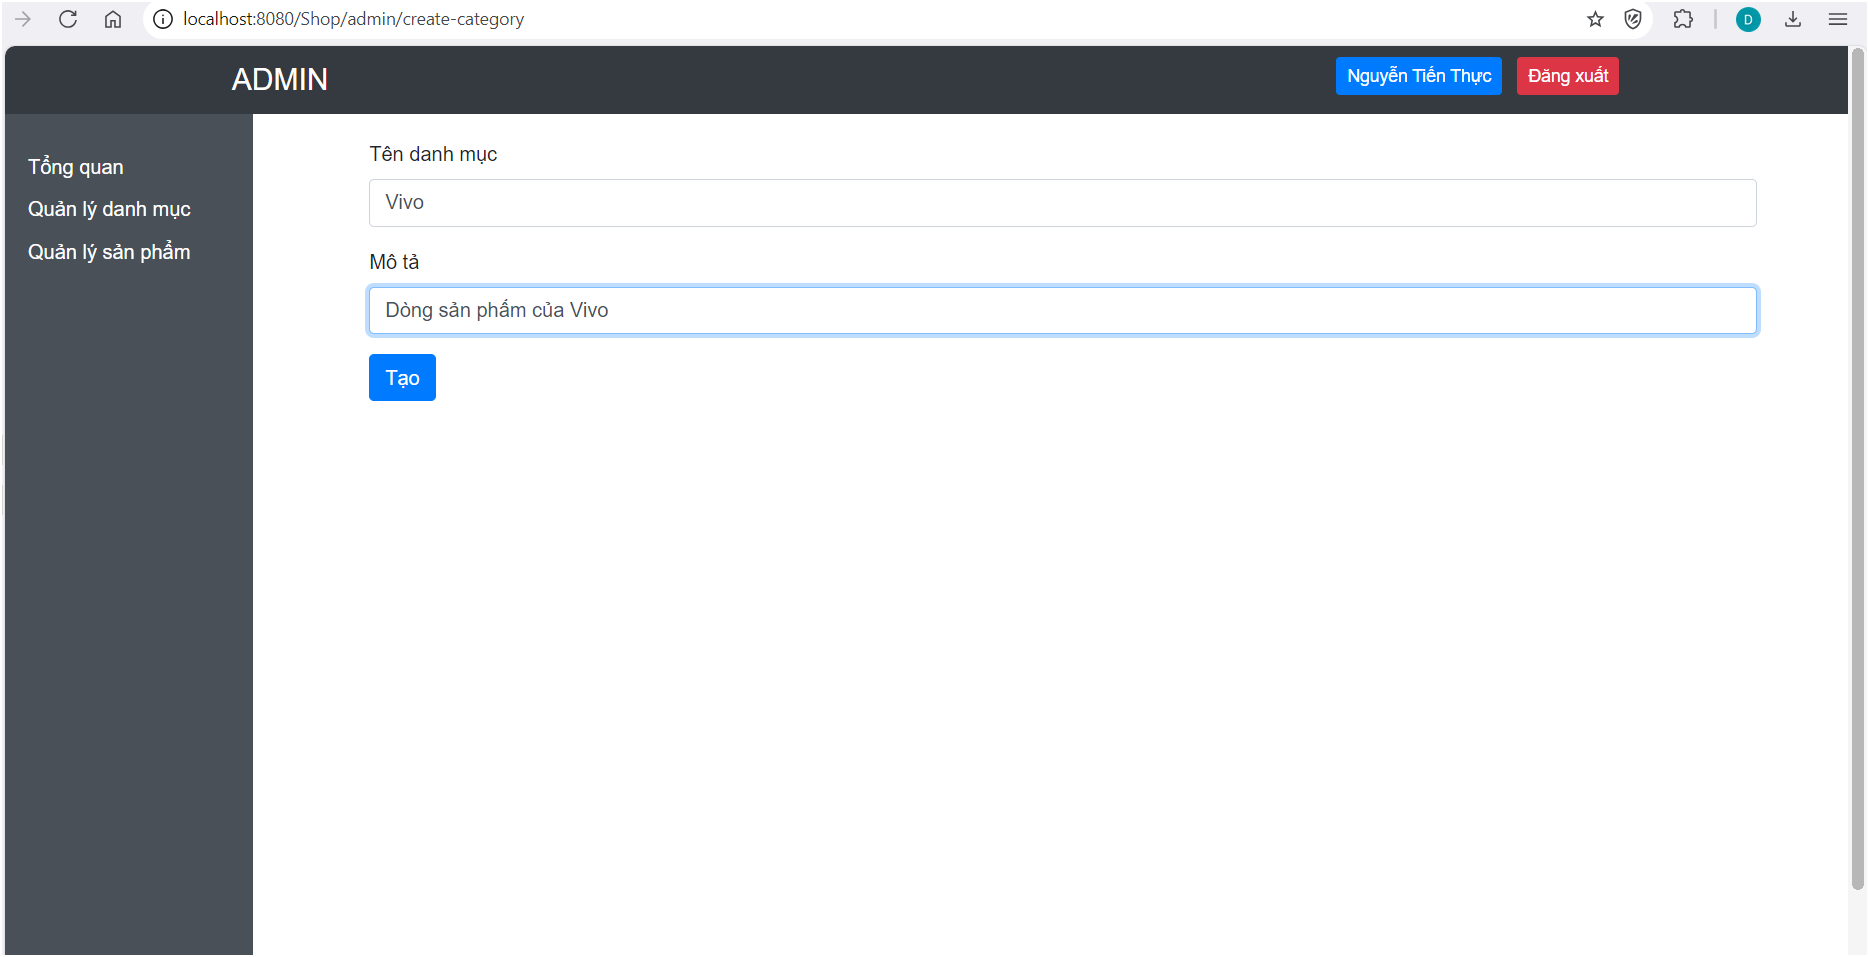 localhost:8080/Shop/admin/create-category
D
ADMIN
Nguyễn Tiến Thực
Đăng xuất
Tổng quan
Quản lý danh mục
Quản lý sản phẩm
Tên danh mục
Vivo
Mô tả
Dòng sản phẩm của Vivo
Tạo